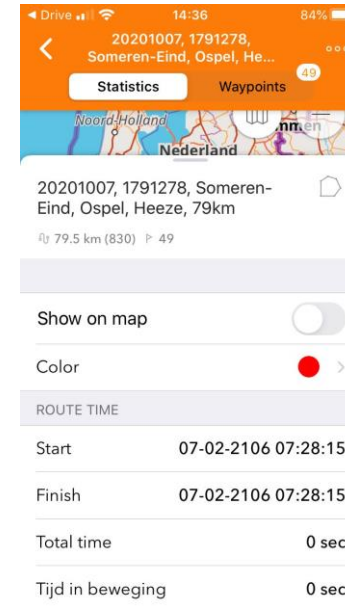 Drive 14:36 84%
20201007, 1791278,
Someren-Eind, Ospel, He...
Statistics Waypoints 49
Noord-Holland
Nederland
20201007, 1791278, Someren-
Eind, Ospel, Heeze, 79km
79.5 km (830) 49
Show on map
Color
ROUTE TIME
Start 07-02-2106 07:28:15
Finish 07-02-2106 07:28:15
Total time 0 sec
Tijd in beweging 0 sec